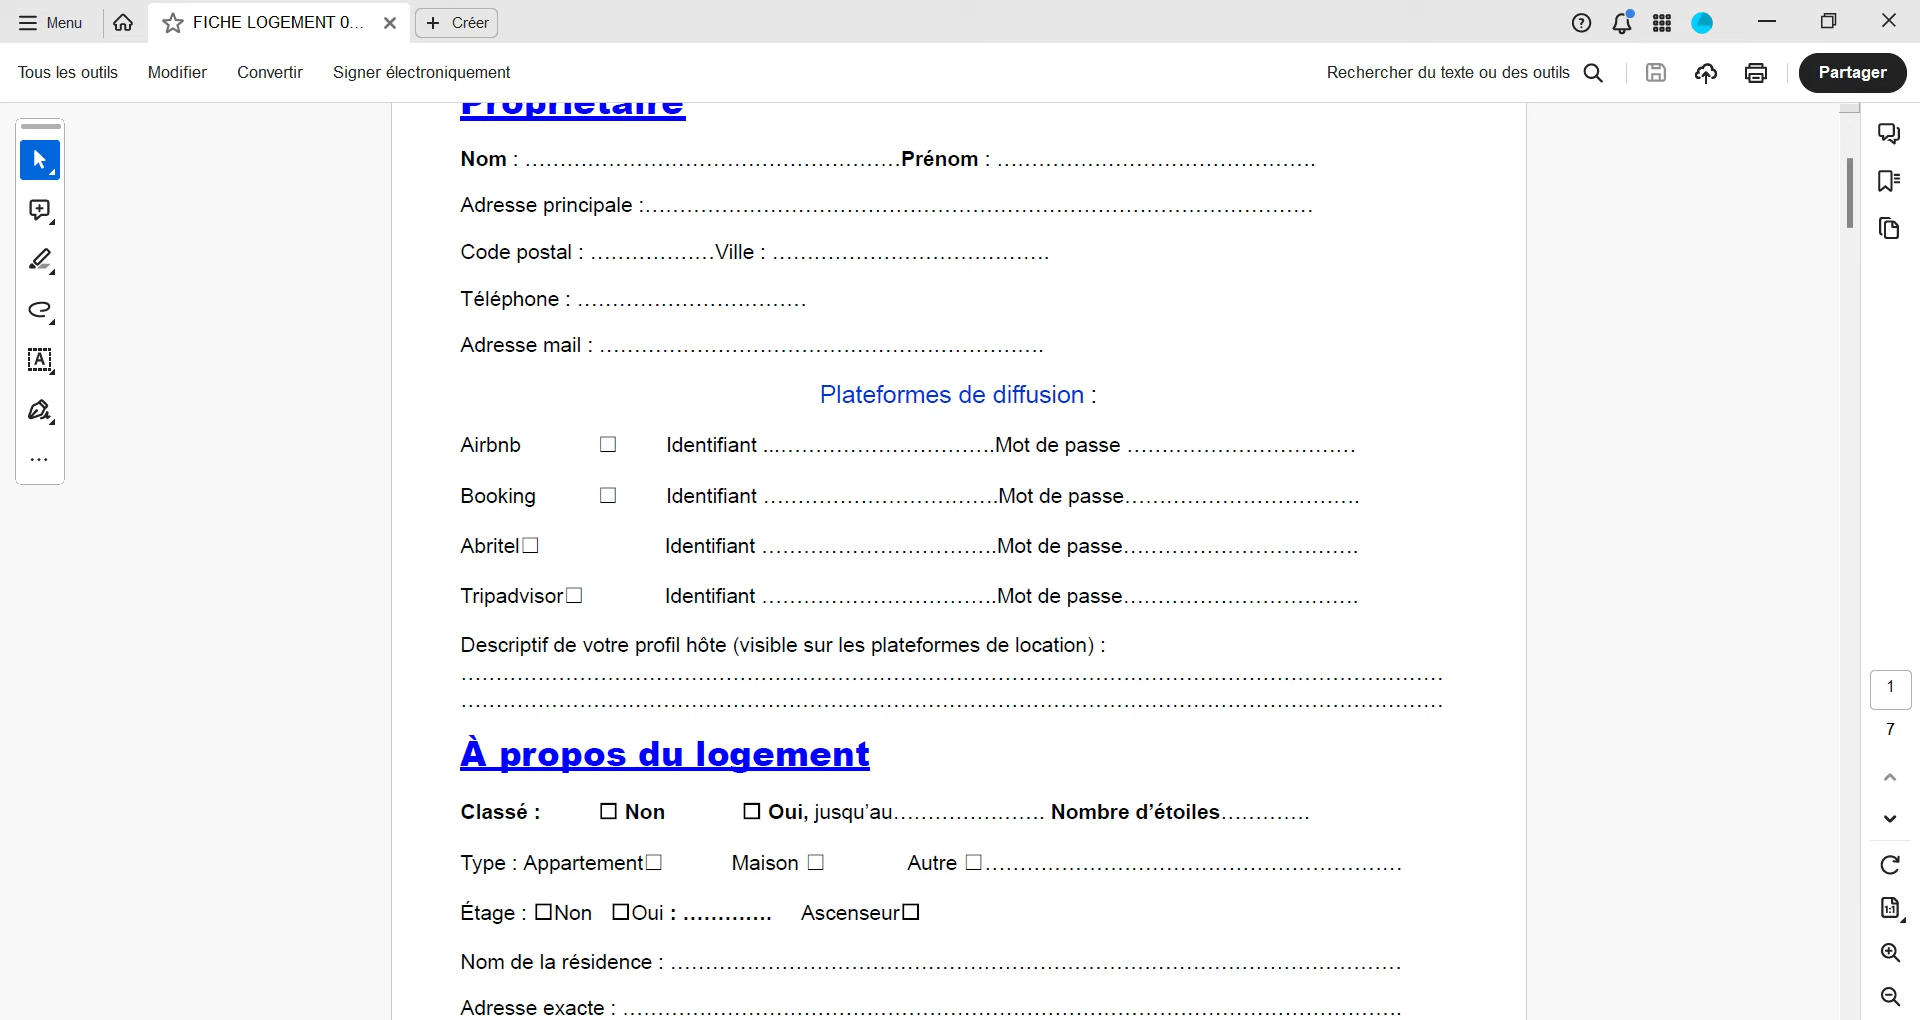 Menu FICHE LOGEMENT 0... Créer
Tous les outils Modifier Convertir Signer électroniquement Rechercher du texte ou des outils Partager
Propriétaire
Nom : ........................................................Prénom : ................................................
Adresse principale :....................................................................................................
Code postal : ..................Ville : .........................................
Téléphone : ..................................
Adresse mail : ..................................................................
Plateformes de diffusion :
Airbnb ☐ Identifiant ..................................Mot de passe ..................................
Booking ☐ Identifiant ...................................Mot de passe...................................
Abritel☐ Identifiant ...................................Mot de passe...................................
Tripadvisor☐ Identifiant ...................................Mot de passe...................................
Descriptif de votre profil hôte (visible sur les plateformes de location) :
..................................................................................................................................................
..................................................................................................................................................
1
7
À propos du logement
Classé : ☐ Non ☐ Oui, jusqu’au...................... Nombre d’étoiles.............
Type : Appartement☐ Maison ☐ Autre ☐..............................................................
Étage : ☐Non ☐Oui : ............. Ascenseur☐
Nom de la résidence : .............................................................................................................
Adresse exacte : ....................................................................................................................